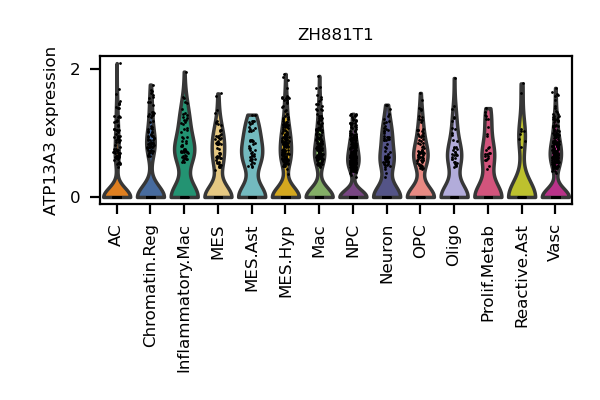 ZH881T1
ATP13A3 expression
2
0
AC
Chromatin.Reg
Inflammatory.Mac
MES
MES.Ast
MES.Hyp
Mac
NPC
Neuron
OPC
Oligo
Prolif.Metab
Reactive.Ast
Vasc